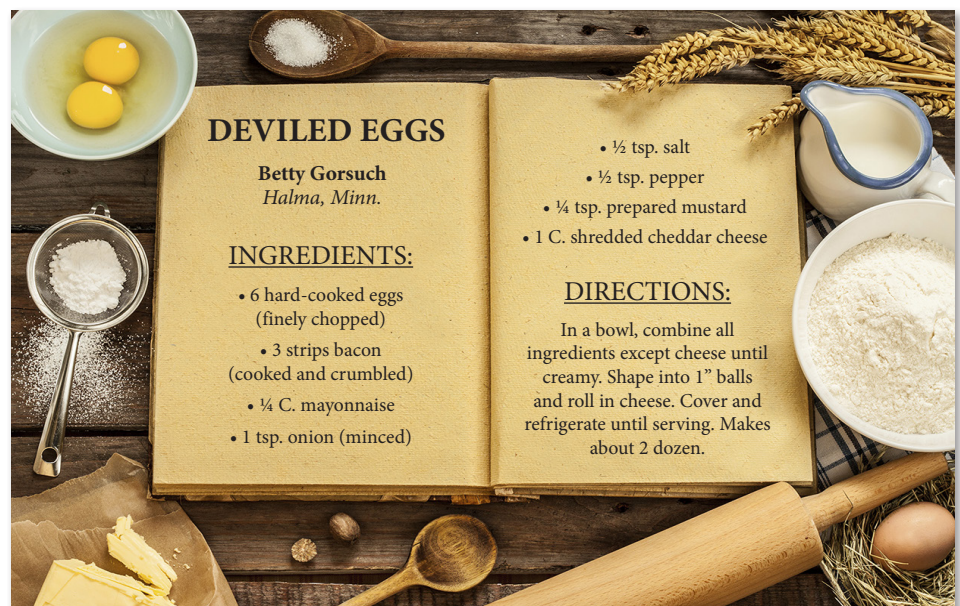 DEVILED EGGS
Betty Gorsuch
Halma, Minn.
INGREDIENTS:
• 6 hard-cooked eggs
(finely chopped)
• 3 strips bacon
(cooked and crumbled)
• ¼ C. mayonnaise
• 1 tsp. onion (minced)
• ½ tsp. salt
• ½ tsp. pepper
• ¼ tsp. prepared mustard
• 1 C. shredded cheddar cheese
DIRECTIONS:
In a bowl, combine all
ingredients except cheese until
creamy. Shape into 1” balls
and roll in cheese. Cover and
refrigerate until serving. Makes
about 2 dozen.